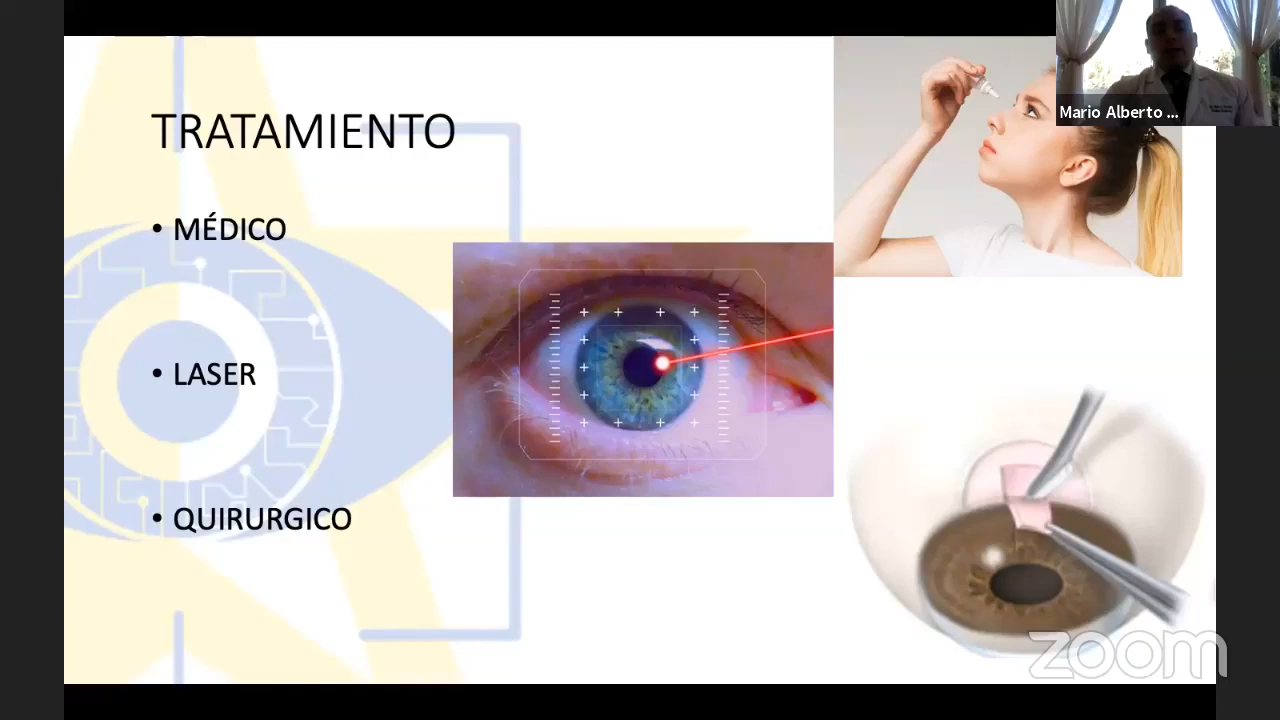 Mario Alberto ...
TRATAMIENTO
• MÉDICO
• LASER
• QUIRURGICO
zoom